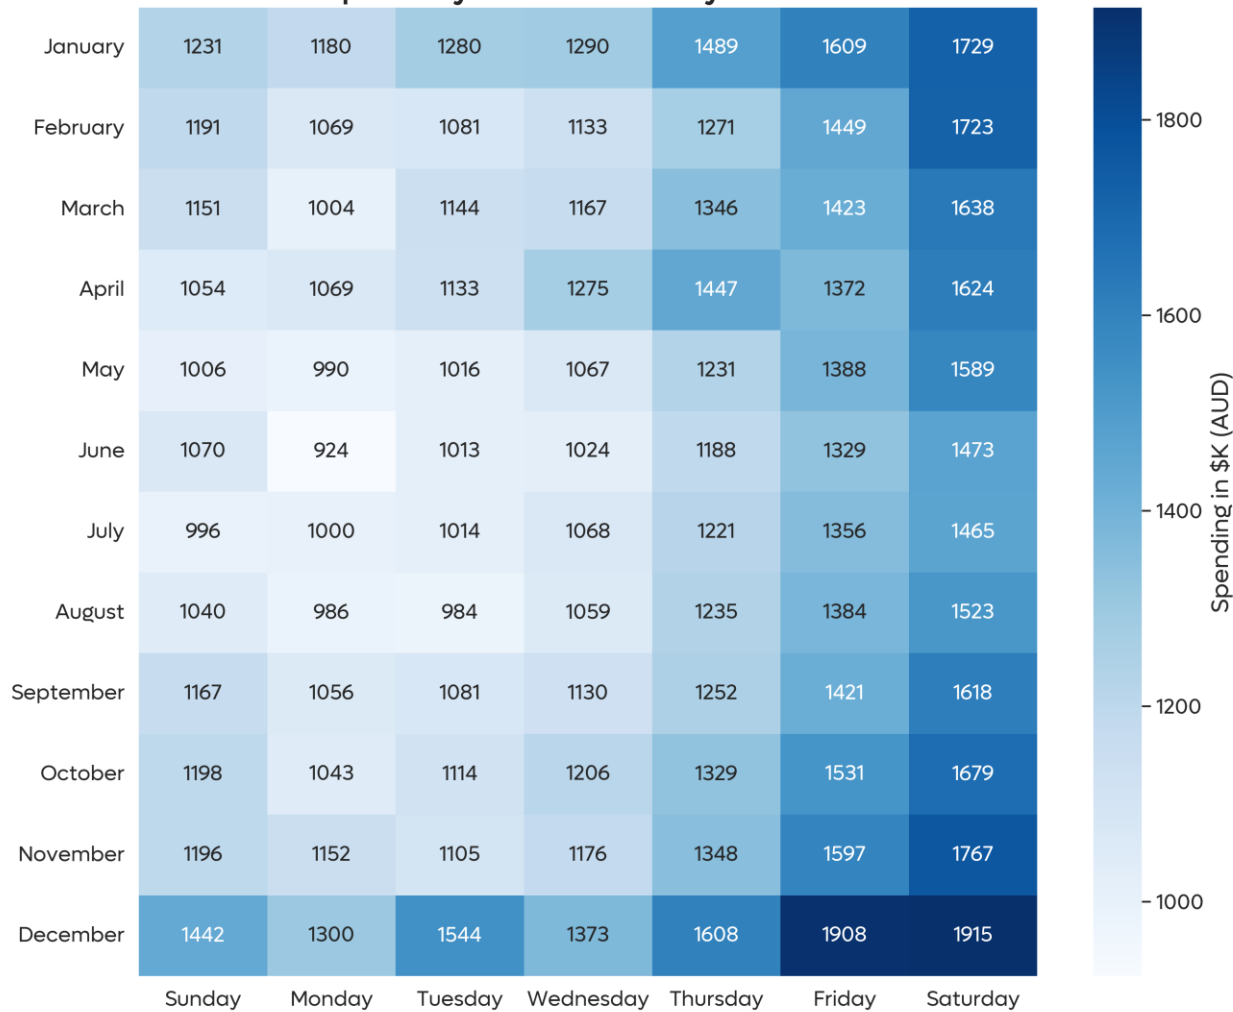 January 1231 1180 1280 1290 1489 1609 1729
February 1191 1069 1081 1133 1271 1449 1723
March 1151 1004 1144 1167 1346 1423 1638
April 1054 1069 1133 1275 1447 1372 1624
May 1006 990 1016 1067 1231 1388 1589
June 1070 924 1013 1024 1188 1329 1473
July 996 1000 1014 1068 1221 1356 1465
August 1040 986 984 1059 1235 1384 1523
September 1167 1056 1081 1130 1252 1421 1618
October 1198 1043 1114 1206 1329 1531 1679
November 1196 1152 1105 1176 1348 1597 1767
December 1442 1300 1544 1373 1608 1908 1915
Sunday Monday Tuesday Wednesday Thursday Friday Saturday
1800
1600
1400
1200
1000
Spending in $K (AUD)